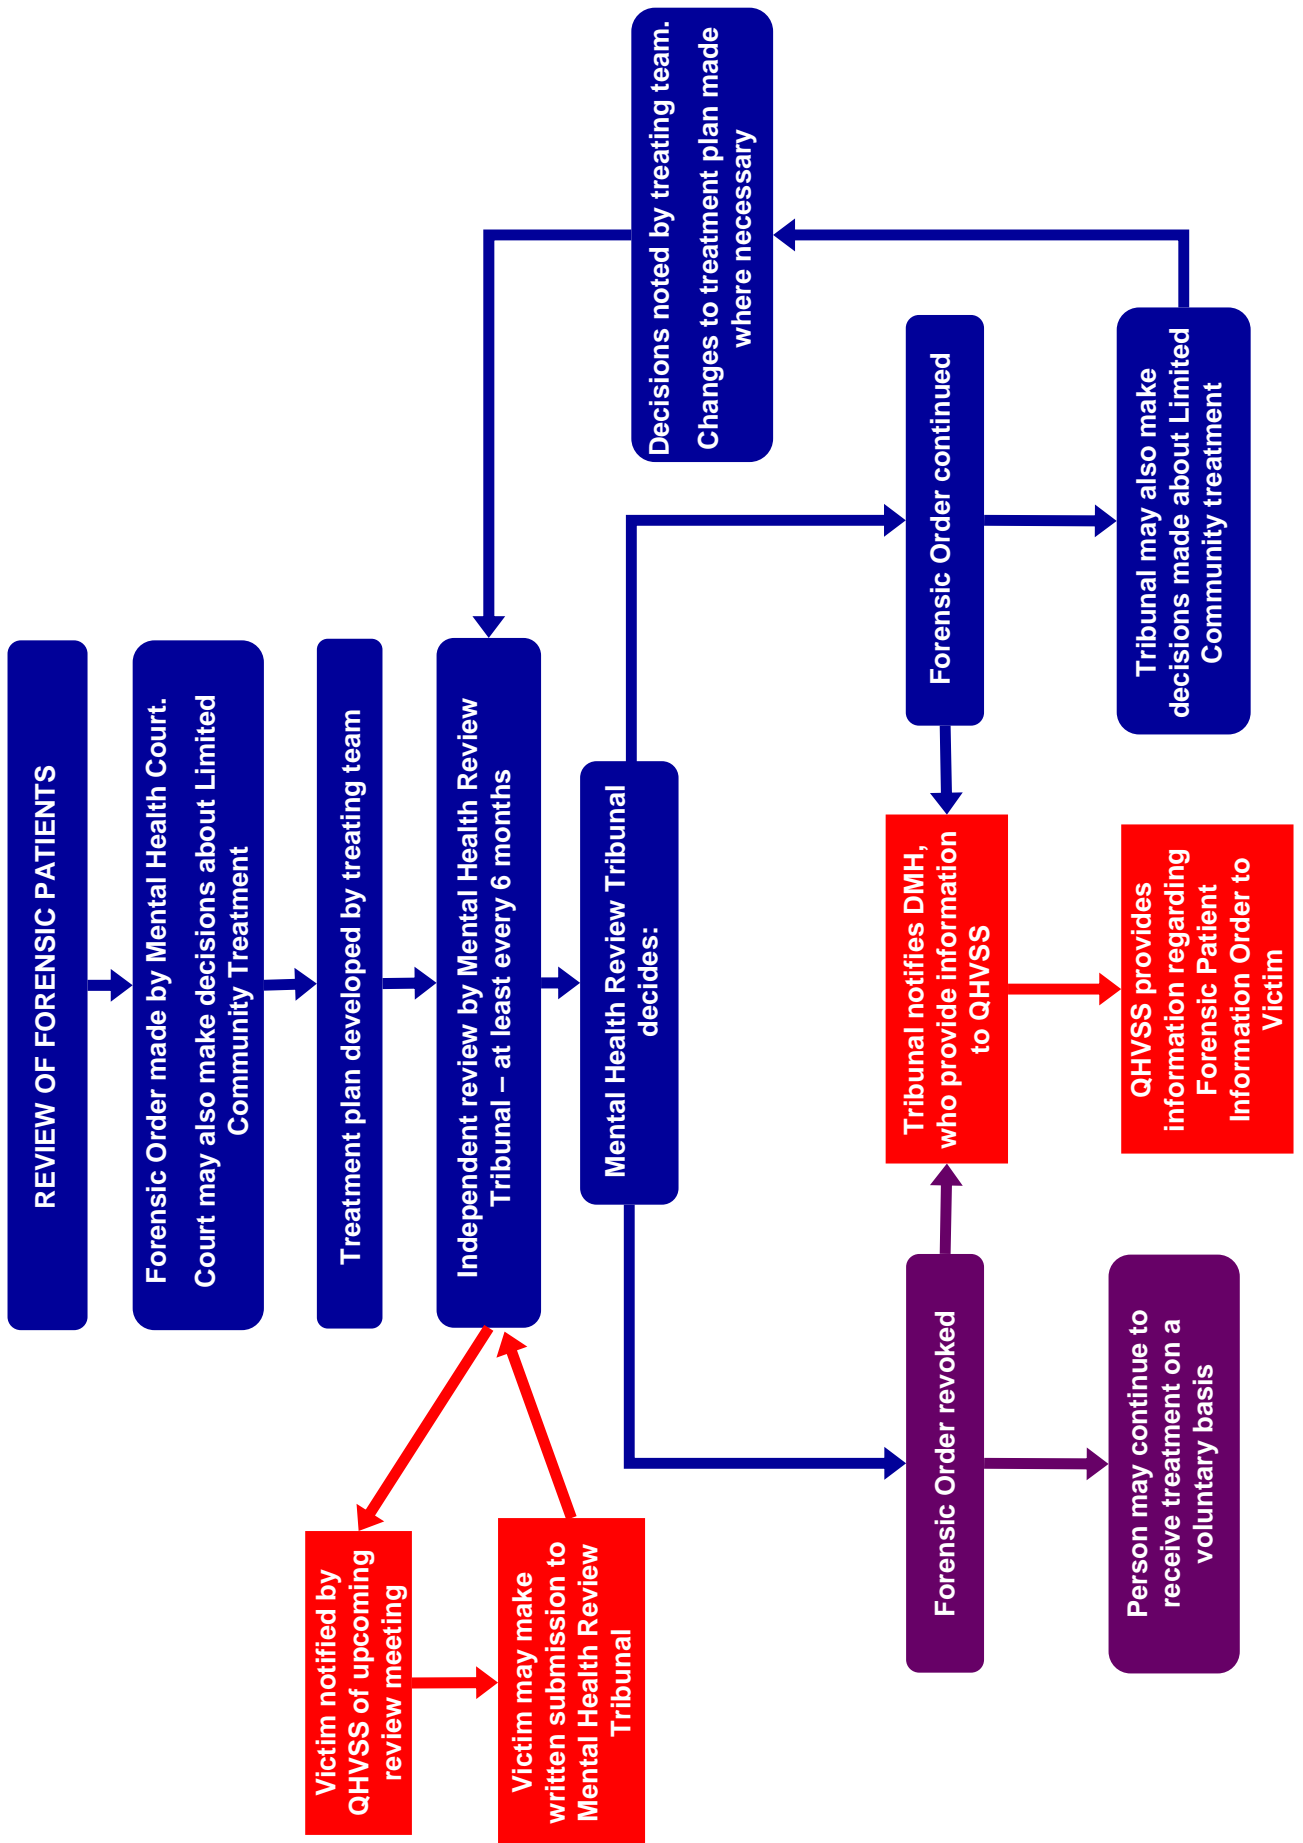 REVIEW OF FORENSIC PATIENTS
Forensic Order made by Mental Health Court.
Court may also make decisions about Limited
Community Treatment
Treatment plan developed by treating team
Independent review by Mental Health Review
Tribunal – at least every 6 months
Victim notified by
QHVSS of upcoming
review meeting
Victim may make
written submission to
Mental Health Review
Tribunal
Mental Health Review Tribunal
decides:
Decisions noted by treating team.
Changes to treatment plan made
where necessary
Forensic Order revoked
Tribunal notifies DMH,
who provide information
to QHVSS
Forensic Order continued
Person may continue to
receive treatment on a
voluntary basis
QHVSS provides
information regarding
Forensic Patient
Information Order to
Victim
Tribunal may also make
decisions made about Limited
Community treatment